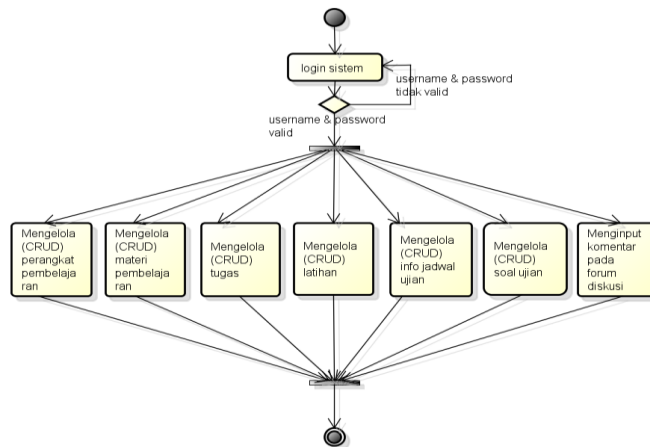 login sistem
username & password
tidak valid
username & password
valid
Mengelola
(CRUD)
perangkat
pembelaja
ran
Mengelola
(CRUD)
materi
pembelaja
ran
Mengelola
(CRUD)
tugas
Mengelola
(CRUD)
latihan
Mengelola
(CRUD)
info jadwal
ujian
Mengelola
(CRUD)
soal ujian
Menginput
komentar
pada
forum
diskusi